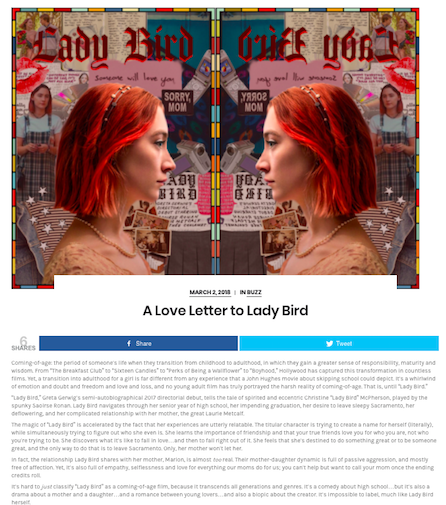 Lady Bird
someone will love you
SORRY, MOM
LADY BIRD
MARCH 2, 2018 | IN BUZZ
A Love Letter to Lady Bird
6
SHARES
Share
Tweet
Coming-of-age: the period of someone's life when they transition from childhood to adulthood, in which they gain a greater sense of responsibility, maturity and
wisdom. From "The Breakfast Club" to "Sixteen Candles" to "Perks of Being a Wallflower" to "Boyhood," Hollywood has captured this transformation in countless
films. Yet, a transition into adulthood for a girl is far different from any experience that a John Hughes movie about skipping school could depict. It's a whirlwind
of emotion and doubt and freedom and love and loss, and no young adult film has truly portrayed the harsh reality of coming-of-age. That is, until "Lady Bird."
"Lady Bird," Greta Gerwig's semi-autobiographical 2017 directorial debut, tells the tale of spirited and eccentric Christine "Lady Bird" McPherson, played by the
spunky Saoirse Ronan. Lady Bird navigates through her senior year of high school, her impending graduation, her desire to leave sleepy Sacramento, her
deflowering, and her complicated relationship with her mother, the great Laurie Metcalf.
The magic of "Lady Bird" is accelerated by the fact that her experiences are utterly relatable. The titular character is trying to create a name for herself (literally),
while simultaneously trying to figure out who she even is. She learns the importance of friendship and that your true friends love you for who you are, not who
you're trying to be. She discovers what it's like to fall in love... and then to fall right out of it. She feels that she's destined to do something great or to be someone
great, and the only way to do that is to leave Sacramento. Only, her mother won't let her.
In fact, the relationship Lady Bird shares with her mother, Marion, is almost too real. Their mother-daughter dynamic is full of passive aggression, and mostly
free of affection. Yet, it's also full of empathy, selflessness and love for everything our moms do for us; you can't help but want to call your mom once the ending
credits roll.
It's hard to just classify "Lady Bird" as a coming-of-age film, because it transcends all generations and genres. It's a comedy about high school... but it's also a
drama about a mother and a daughter... and a romance between young lovers... and also a biopic about the creator. It's impossible to label, much like Lady Bird
herself.